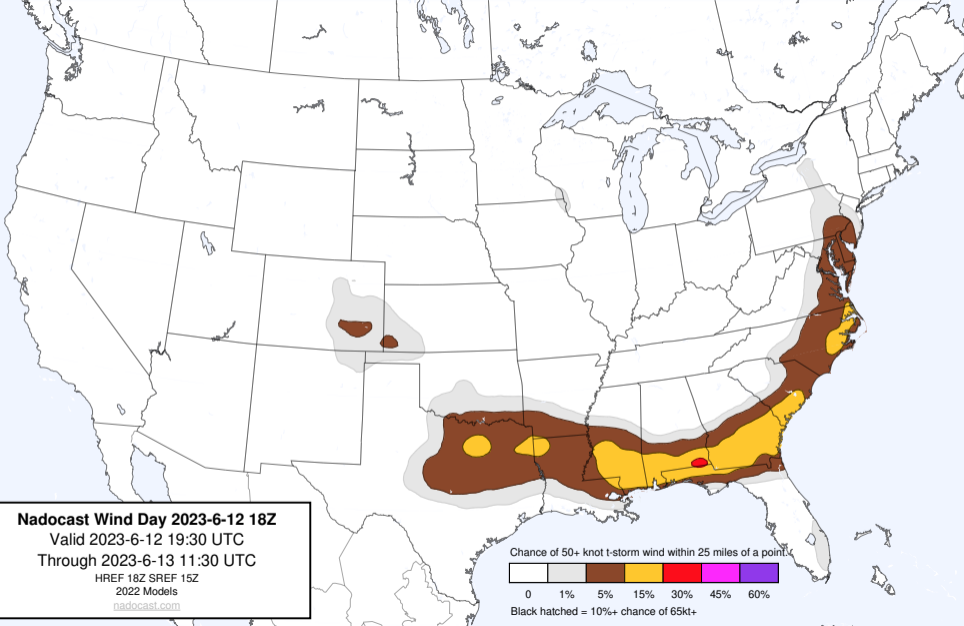 Nadocast Wind Day 2023-6-12 18Z
Valid 2023-6-12 19:30 UTC
Through 2023-6-13 11:30 UTC
HREF 18Z SREF 15Z
2022 Models
nadocast.com
Chance of 50+ knot t-storm wind within 25 miles of a point.
0 1% 5% 15% 30% 45% 60%
Black hatched = 10%+ chance of 65kt+